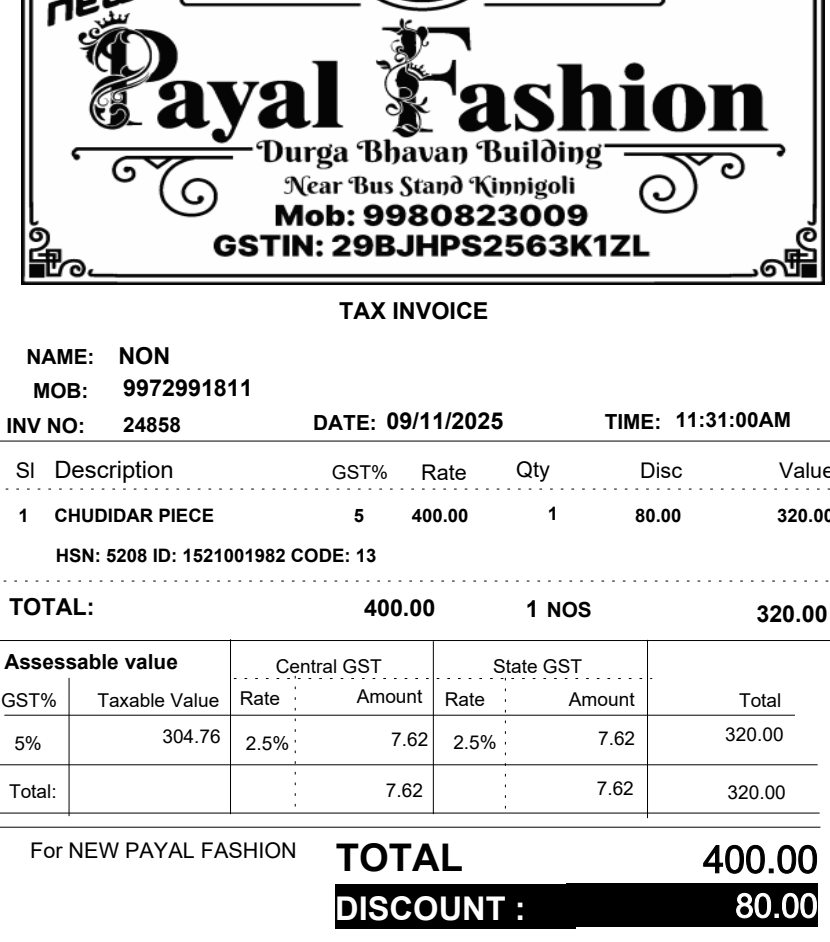 new
Payal Fashion
Durga Bhavan Building
Near Bus Stand Kinnigoli
Mob: 9980823009
GSTIN: 29BJHPS2563K1ZL
TAX INVOICE
NAME: NON
MOB: 9972991811
INV NO: 24858 DATE: 09/11/2025 TIME: 11:31:00AM
Sl Description GST% Rate Qty Disc Value
1 CHUDIDAR PIECE 5 400.00 1 80.00 320.00
HSN: 5208 ID: 1521001982 CODE: 13
TOTAL: 400.00 1 NOS 320.00
Assessable value Central GST State GST
GST% Taxable Value Rate Amount Rate Amount Total
5% 304.76 2.5% 7.62 2.5% 7.62 320.00
Total: 7.62 7.62 320.00
For NEW PAYAL FASHION TOTAL 400.00
DISCOUNT : 80.00